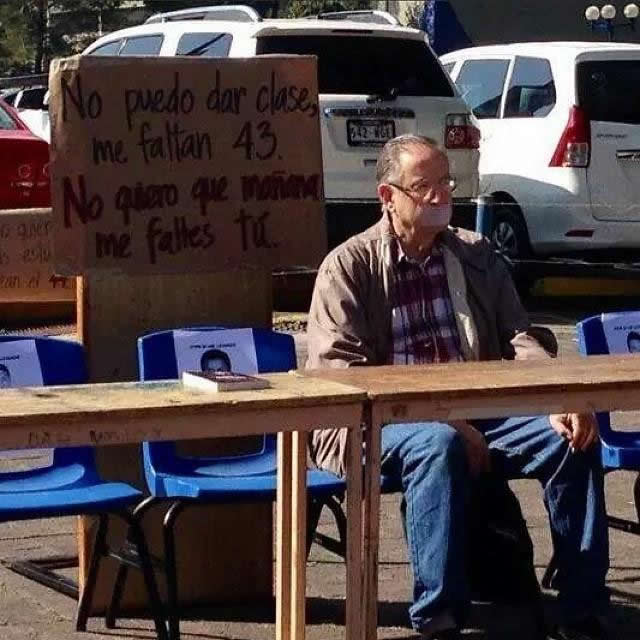 No puedo dar clase,
me faltan 43.
No quiero que mañana
me faltes tú.